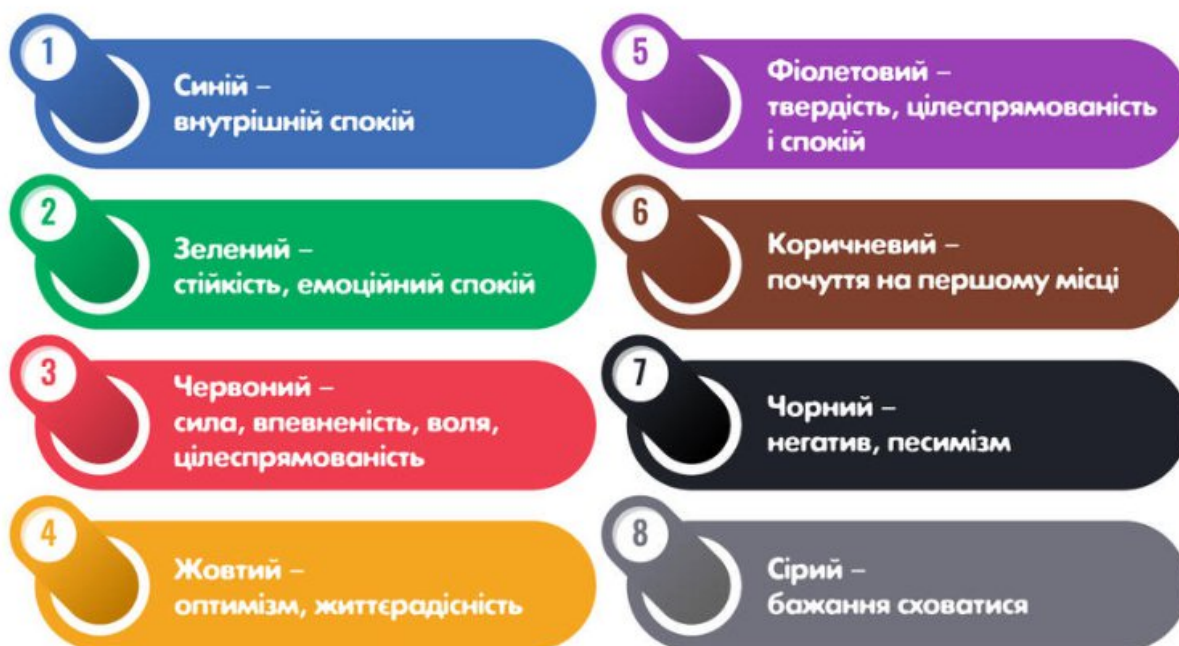 1
Синій –
внутрішній спокій
2
Зелений –
стійкість, емоційний спокій
3
Червоний –
сила, впевненість, воля,
цілеспрямованість
4
Жовтий –
оптимізм, життєрадісність
5
Фіолетовий –
твердість, цілеспрямованість
і спокій
6
Коричневий –
почуття на першому місці
7
Чорний –
негатив, песимізм
8
Сірий –
бажання сховатися